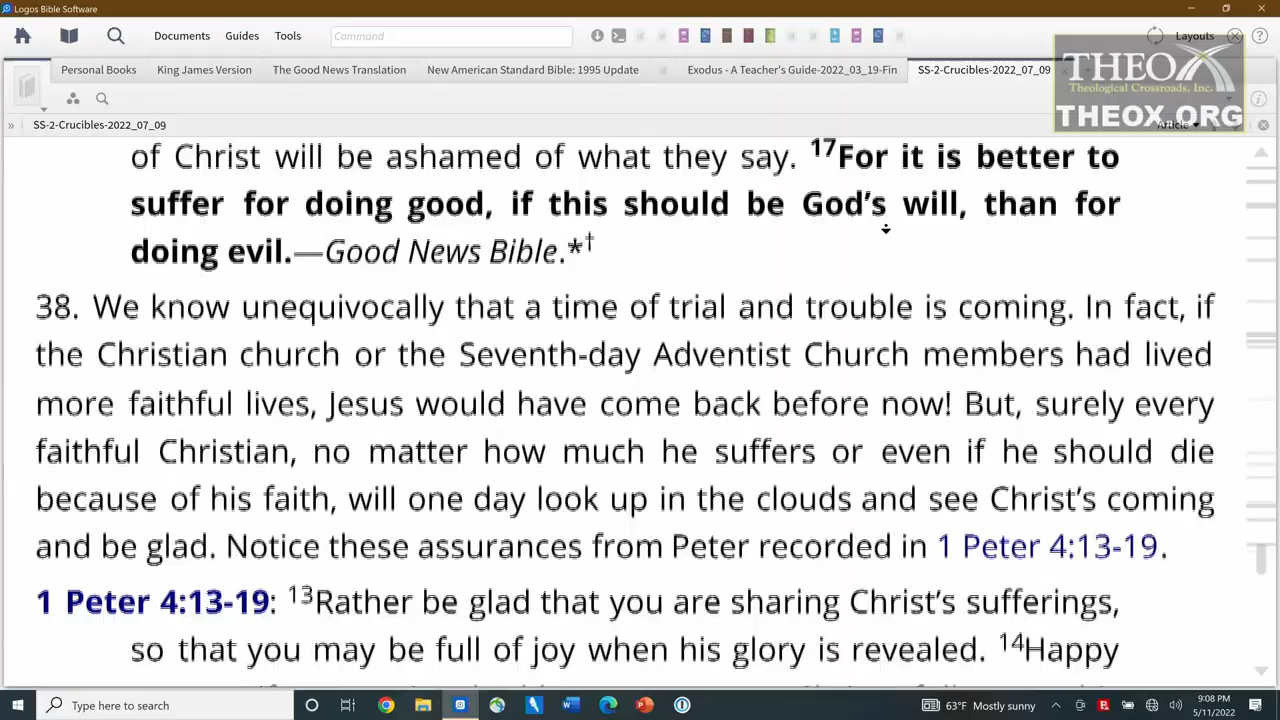 Logos Bible Software
Documents Guides Tools Command Layouts
Personal Books King James Version The Good News New American Standard Bible: 1995 Update Exodus - A Teacher's Guide-2022_03_19-Fin SS-2-Crucibles-2022_07_09
THEOX
Theological Crossroads, Inc.
THEOX.ORG
» SS-2-Crucibles-2022_07_09 Article
of Christ will be ashamed of what they say. 17For it is better to
suffer for doing good, if this should be God's will, than for
doing evil.—Good News Bible.*†
38. We know unequivocally that a time of trial and trouble is coming. In fact, if
the Christian church or the Seventh-day Adventist Church members had lived
more faithful lives, Jesus would have come back before now! But, surely every
faithful Christian, no matter how much he suffers or even if he should die
because of his faith, will one day look up in the clouds and see Christ's coming
and be glad. Notice these assurances from Peter recorded in 1 Peter 4:13-19.
1 Peter 4:13-19: 13Rather be glad that you are sharing Christ's sufferings,
so that you may be full of joy when his glory is revealed. 14Happy
Type here to search 63°F Mostly sunny 9:08 PM
5/11/2022